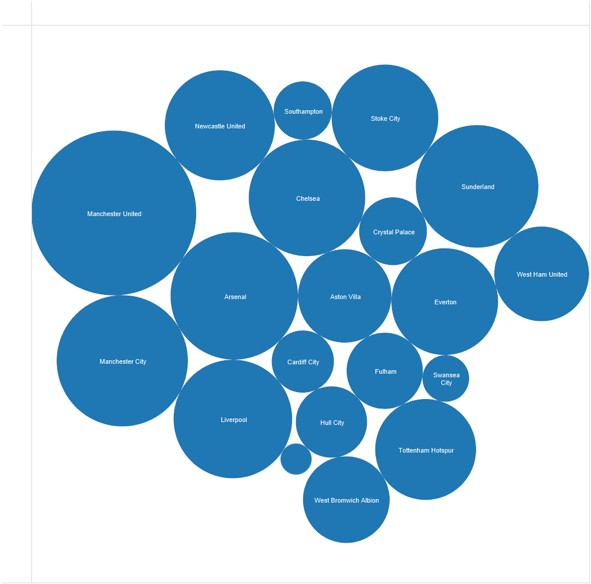 Southampton
Stoke City
Newcastle United
Sunderland
Chelsea
Manchester United
Crystal Palace
West Ham United
Arsenal
Aston Villa
Everton
Manchester City
Cardiff City
Fulham
Swansea
City
Liverpool
Hull City
Tottenham Hotspur
West Bromwich Albion